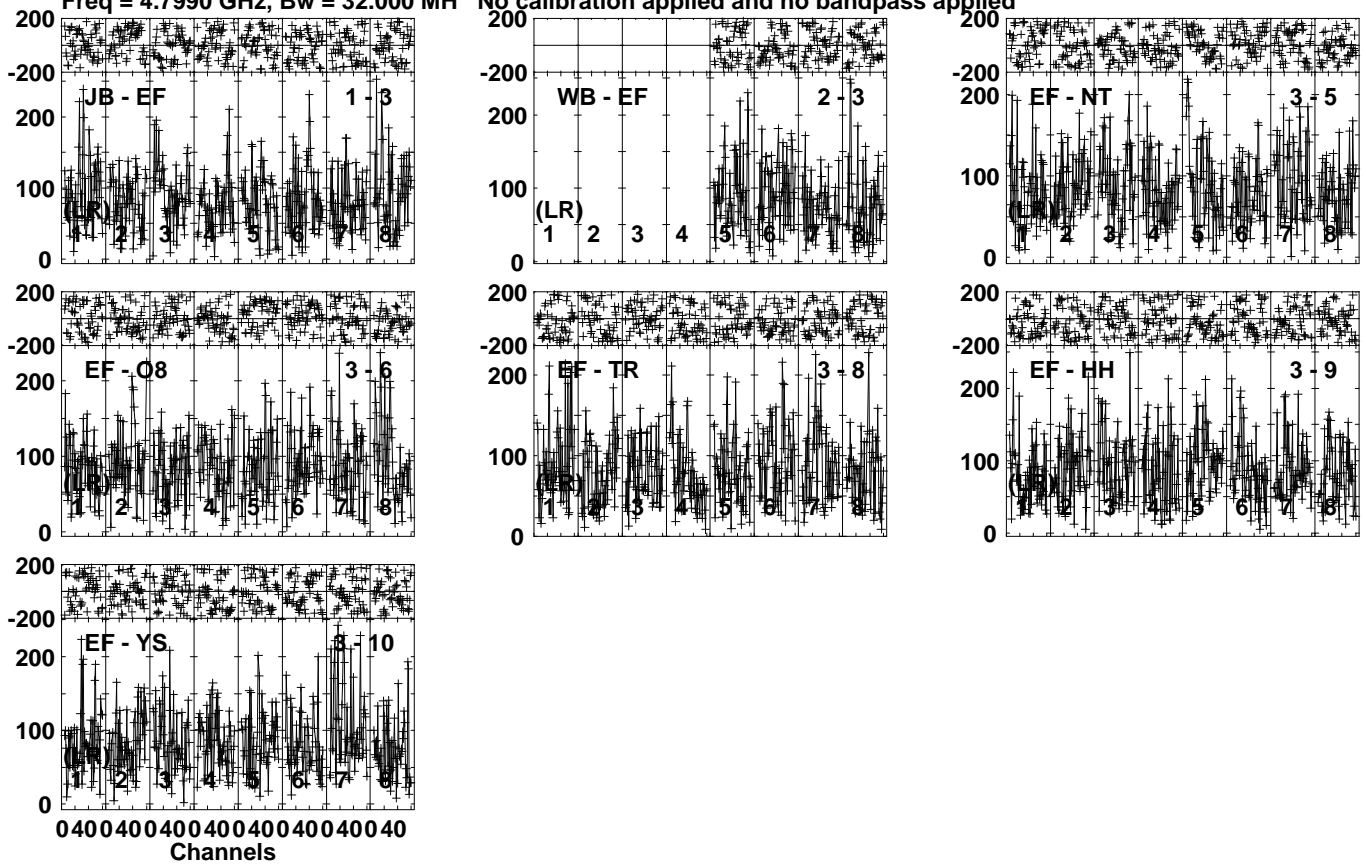 Freq = 4.7990 GHz, Bw = 32.000 MH No calibration applied and no bandpass applied
200 200 200
-200 -200 -200
JB - EF 1 - 3 WB - EF 2 - 3 EF - NT 3 - 5
200 200 200
100 100 100
(LR) (LR) (LR)
1 2 3 4 5 6 7 8 1 2 3 4 5 6 7 8 1 2 3 4 5 6 7 8
0 0 0
200 200 200
-200 -200 -200
EF - O8 3 - 6 EF - TR 3 - 8 EF - HH 3 - 9
200 200 200
100 100 100
(LR) (LR) (LR)
1 2 3 4 5 6 7 8 1 2 3 4 5 6 7 8 1 2 3 4 5 6 7 8
0 0 0
200
-200
EF - YS 3 - 10
200
100
(LR)
1 2 3 4 5 6 7 8
0
0 40 0 40 0 40 0 40 0 40 0 40 0 40 0 40
Channels